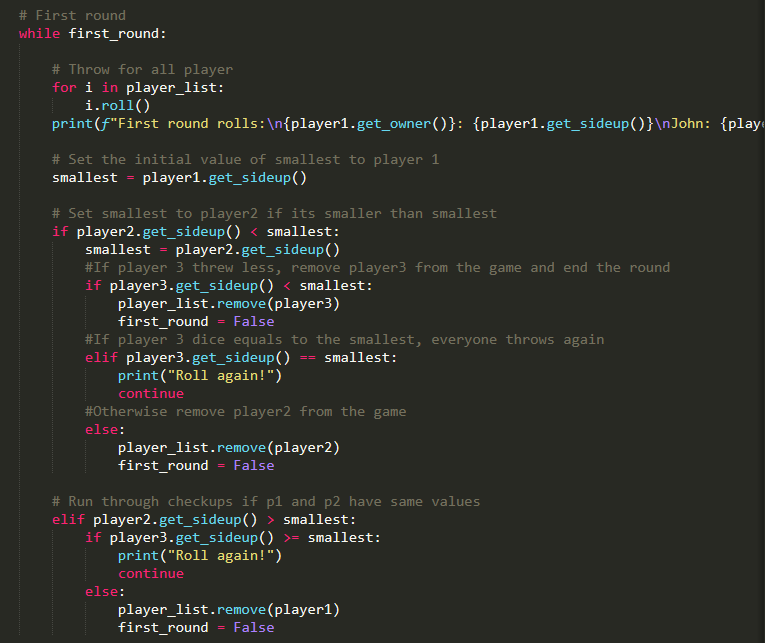 # First round
while first_round:
# Throw for all player
for i in player_list:
i.roll()
print(f"First round rolls:\n{player1.get_owner()}: {player1.get_sideup()}\nJohn: {play
# Set the initial value of smallest to player 1
smallest = player1.get_sideup()
# Set smallest to player2 if its smaller than smallest
if player2.get_sideup() < smallest:
smallest = player2.get_sideup()
#If player 3 threw less, remove player3 from the game and end the round
if player3.get_sideup() < smallest:
player_list.remove(player3)
first_round = False
#If player 3 dice equals to the smallest, everyone throws again
elif player3.get_sideup() == smallest:
print("Roll again!")
continue
#Otherwise remove player2 from the game
else:
player_list.remove(player2)
first_round = False
# Run through checkups if p1 and p2 have same values
elif player2.get_sideup() > smallest:
if player3.get_sideup() >= smallest:
print("Roll again!")
continue
else:
player_list.remove(player1)
first_round = False